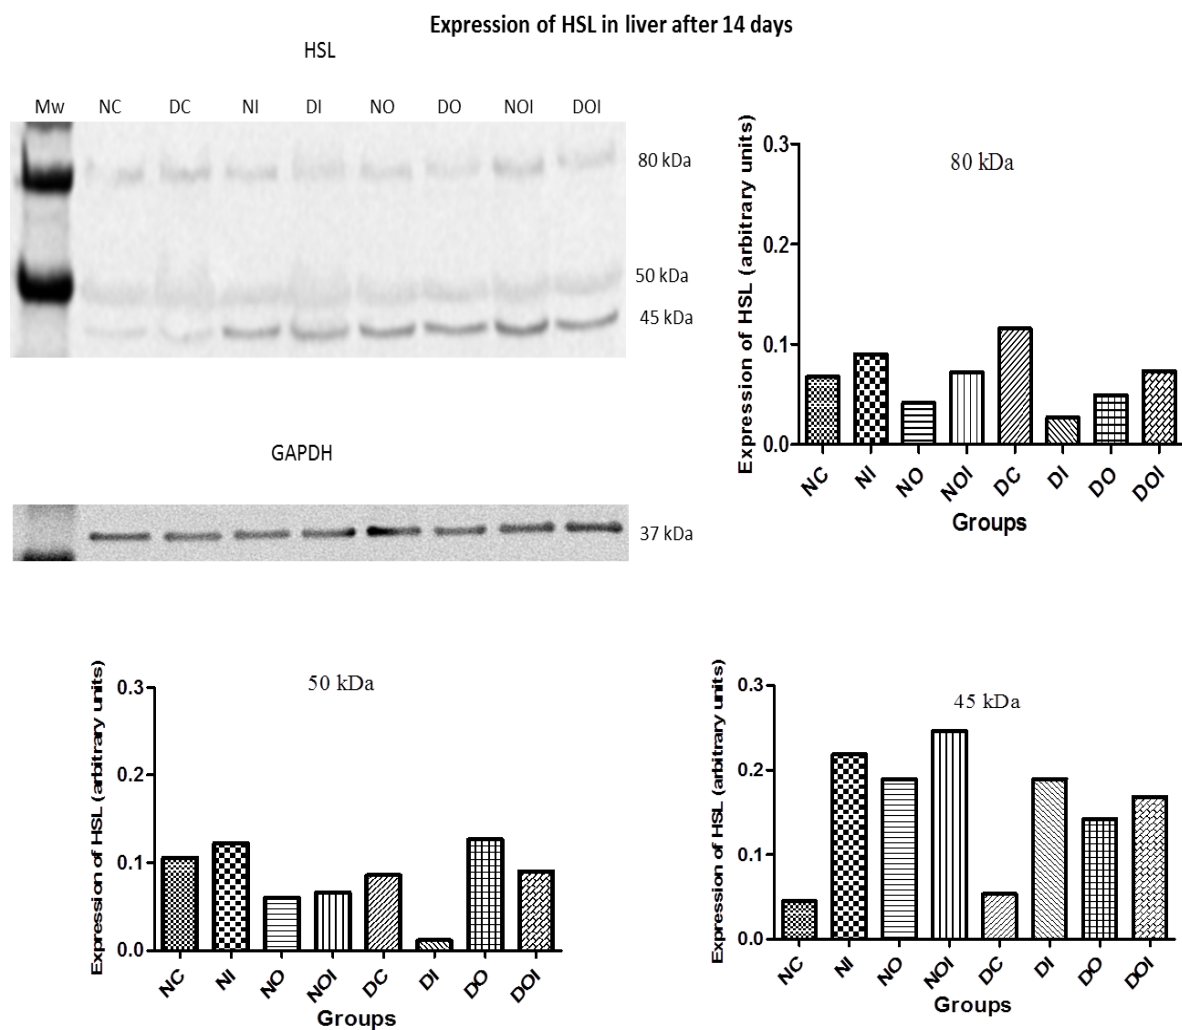 Expression of HSL in liver after 14 days
HSL
Mw NC DC NI DI NO DO NOI DOI
80 kDa
50 kDa
45 kDa
GAPDH
37 kDa
80 kDa
Expression of HSL (arbitrary units)
0.3
0.2
0.1
0.0
NC NI NO NOI DC DI DO DOI
Groups
50 kDa
Expression of HSL (arbitrary units)
0.3
0.2
0.1
0.0
NC NI NO NOI DC DI DO DOI
Groups
45 kDa
Expression of HSL (arbitrary units)
0.3
0.2
0.1
0.0
NC NI NO NOI DC DI DO DOI
Groups